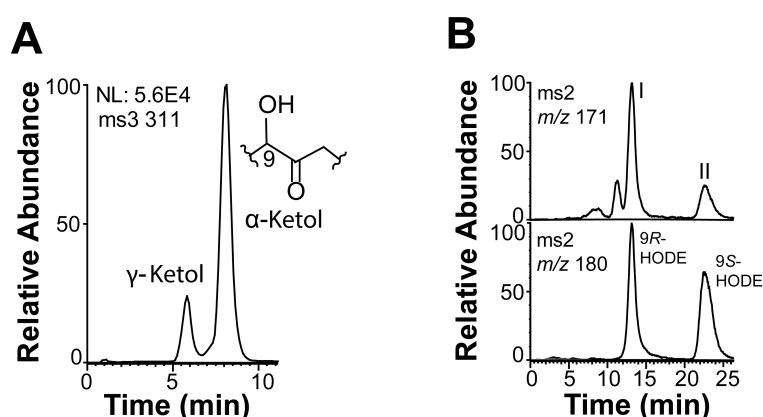 A
B
Relative Abundance
100
50
0
NL: 5.6E4
ms3 311
OH
9
O
α-Ketol
γ-Ketol
0
5
10
Time (min)
Relative Abundance
100
50
0
ms2
m/z 171
I
II
100
50
0
ms2
m/z 180
9R-
HODE
9S-
HODE
0
5
10
15
20
25
Time (min)